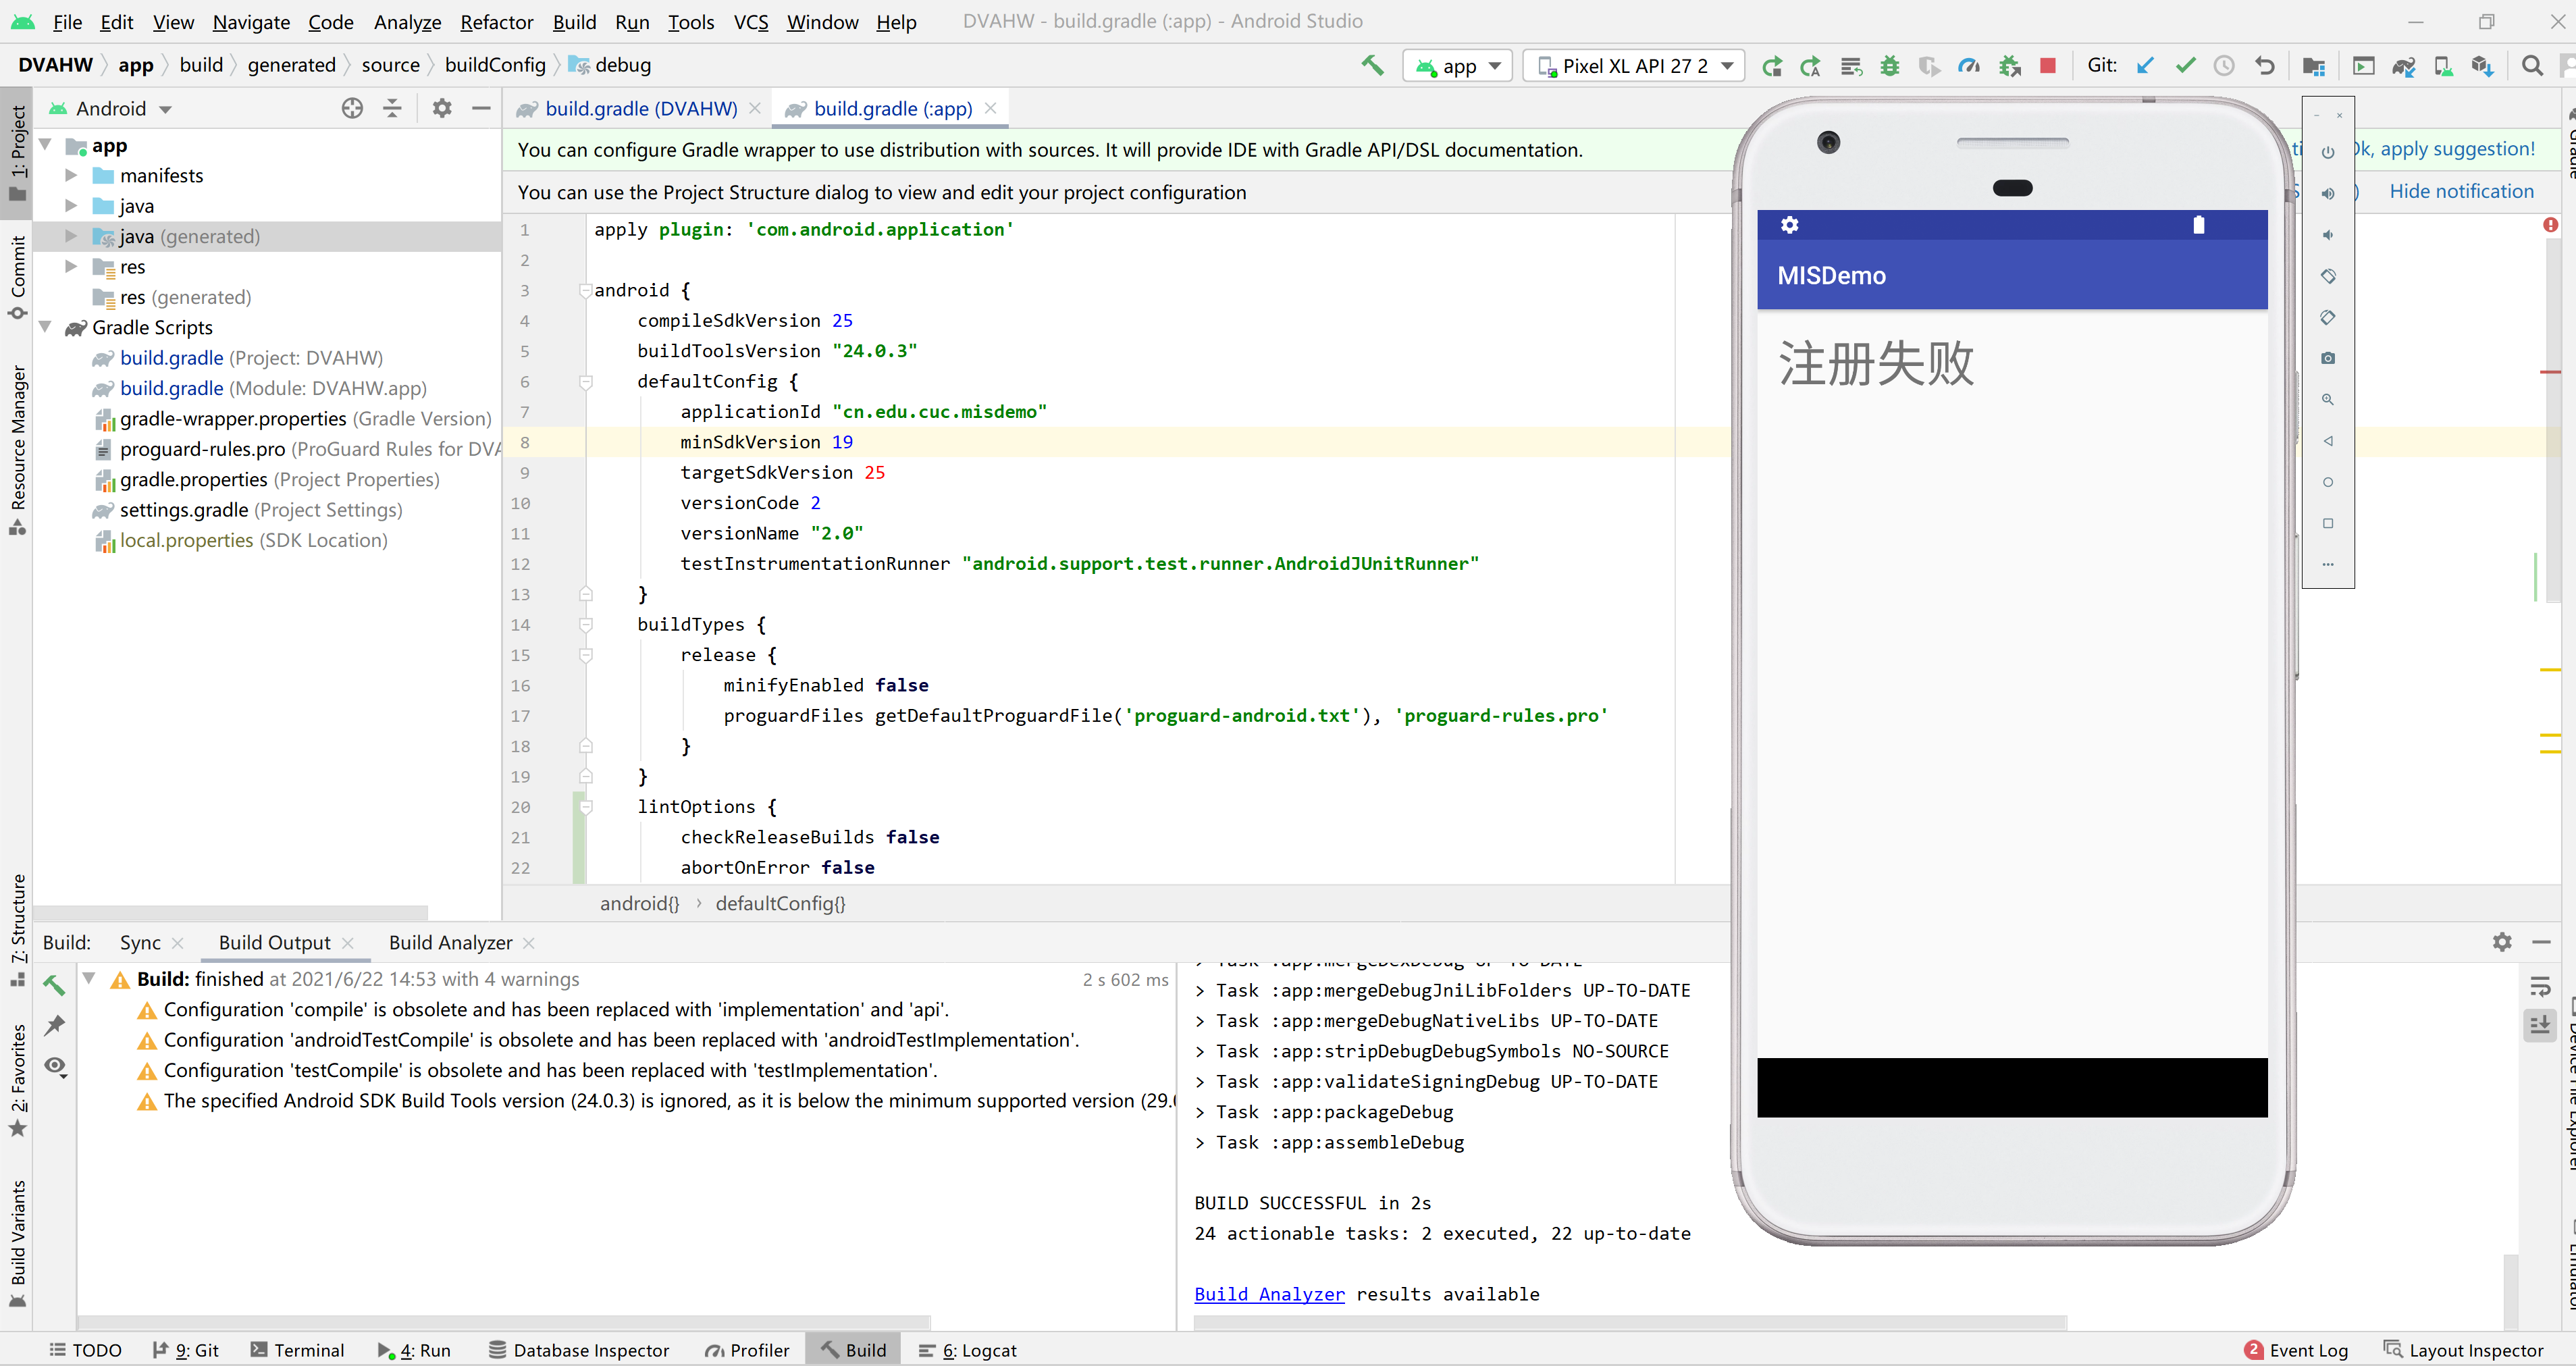 File Edit View Navigate Code Analyze Refactor Build Run Tools VCS Window Help DVAHW - build.gradle (:app) - Android Studio
DVAHW app build generated source buildConfig debug app Pixel XL API 27 2 Git:
1: Project
Commit
Resource Manager
7: Structure
2: Favorites
Build Variants
Android
app
manifests
java
java (generated)
res
res (generated)
Gradle Scripts
build.gradle (Project: DVAHW)
build.gradle (Module: DVAHW.app)
gradle-wrapper.properties (Gradle Version)
proguard-rules.pro (ProGuard Rules for DVA
gradle.properties (Project Properties)
settings.gradle (Project Settings)
local.properties (SDK Location)
build.gradle (DVAHW) build.gradle (:app)
You can configure Gradle wrapper to use distribution with sources. It will provide IDE with Gradle API/DSL documentation. Ok, apply suggestion!
You can use the Project Structure dialog to view and edit your project configuration Hide notification
1 apply plugin: 'com.android.application'
2
3 android {
4 compileSdkVersion 25
5 buildToolsVersion "24.0.3"
6 defaultConfig {
7 applicationId "cn.edu.cuc.misdemo"
8 minSdkVersion 19
9 targetSdkVersion 25
10 versionCode 2
11 versionName "2.0"
12 testInstrumentationRunner "android.support.test.runner.AndroidJUnitRunner"
13 }
14 buildTypes {
15 release {
16 minifyEnabled false
17 proguardFiles getDefaultProguardFile('proguard-android.txt'), 'proguard-rules.pro'
18 }
19 }
20 lintOptions {
21 checkReleaseBuilds false
22 abortOnError false
android{} › defaultConfig{}
MISDemo
注册失败
Gradle
Device File Explorer
Emulator
Build: Sync Build Output Build Analyzer
Build: finished at 2021/6/22 14:53 with 4 warnings 2 s 602 ms
Configuration 'compile' is obsolete and has been replaced with 'implementation' and 'api'.
Configuration 'androidTestCompile' is obsolete and has been replaced with 'androidTestImplementation'.
Configuration 'testCompile' is obsolete and has been replaced with 'testImplementation'.
The specified Android SDK Build Tools version (24.0.3) is ignored, as it is below the minimum supported version (29.
> Task :app:mergeDexDebug UP-TO-DATE
> Task :app:mergeDebugJniLibFolders UP-TO-DATE
> Task :app:mergeDebugNativeLibs UP-TO-DATE
> Task :app:stripDebugDebugSymbols NO-SOURCE
> Task :app:validateSigningDebug UP-TO-DATE
> Task :app:packageDebug
> Task :app:assembleDebug
BUILD SUCCESSFUL in 2s
24 actionable tasks: 2 executed, 22 up-to-date
Build Analyzer results available
TODO 9: Git Terminal 4: Run Database Inspector Profiler Build 6: Logcat 2 Event Log Layout Inspector